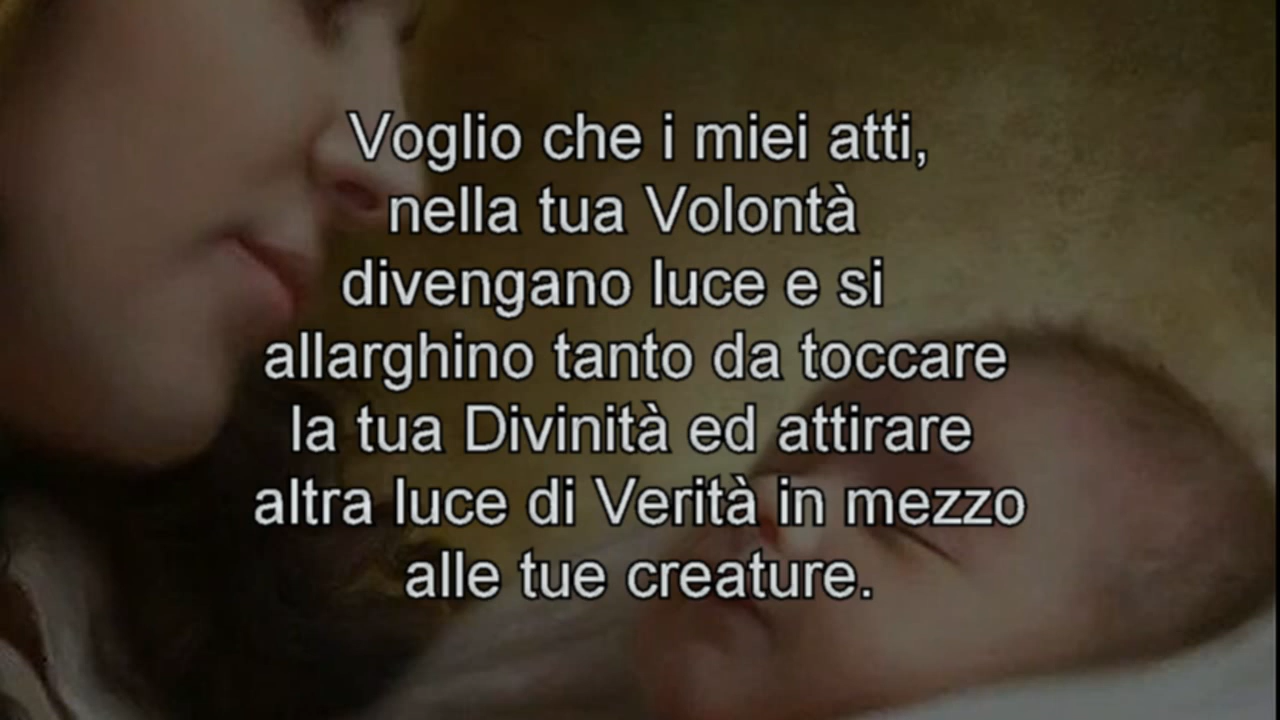 Voglio che i miei atti,
nella tua Volontà
divengano luce e si
allarghino tanto da toccare
la tua Divinità ed attirare
altra luce di Verità in mezzo
alle tue creature.